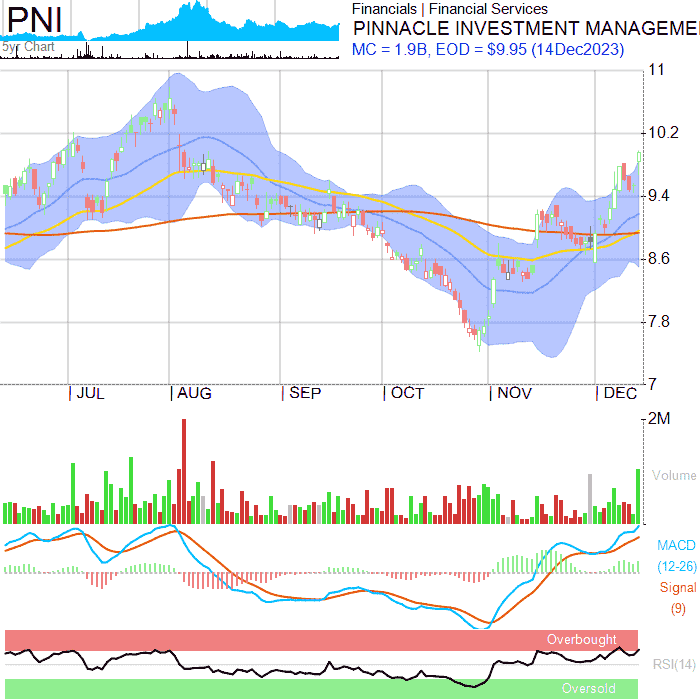 PNI
5yr Chart
Financials | Financial Services
PINNACLE INVESTMENT MANAGEME
MC = 1.9B, EOD = $9.95 (14Dec2023)
11
10.2
9.4
8.6
7.8
7
JUL AUG SEP OCT NOV DEC
2M
Volume
MACD
(12-26)
Signal
(9)
Overbought
RSI(14)
Oversold